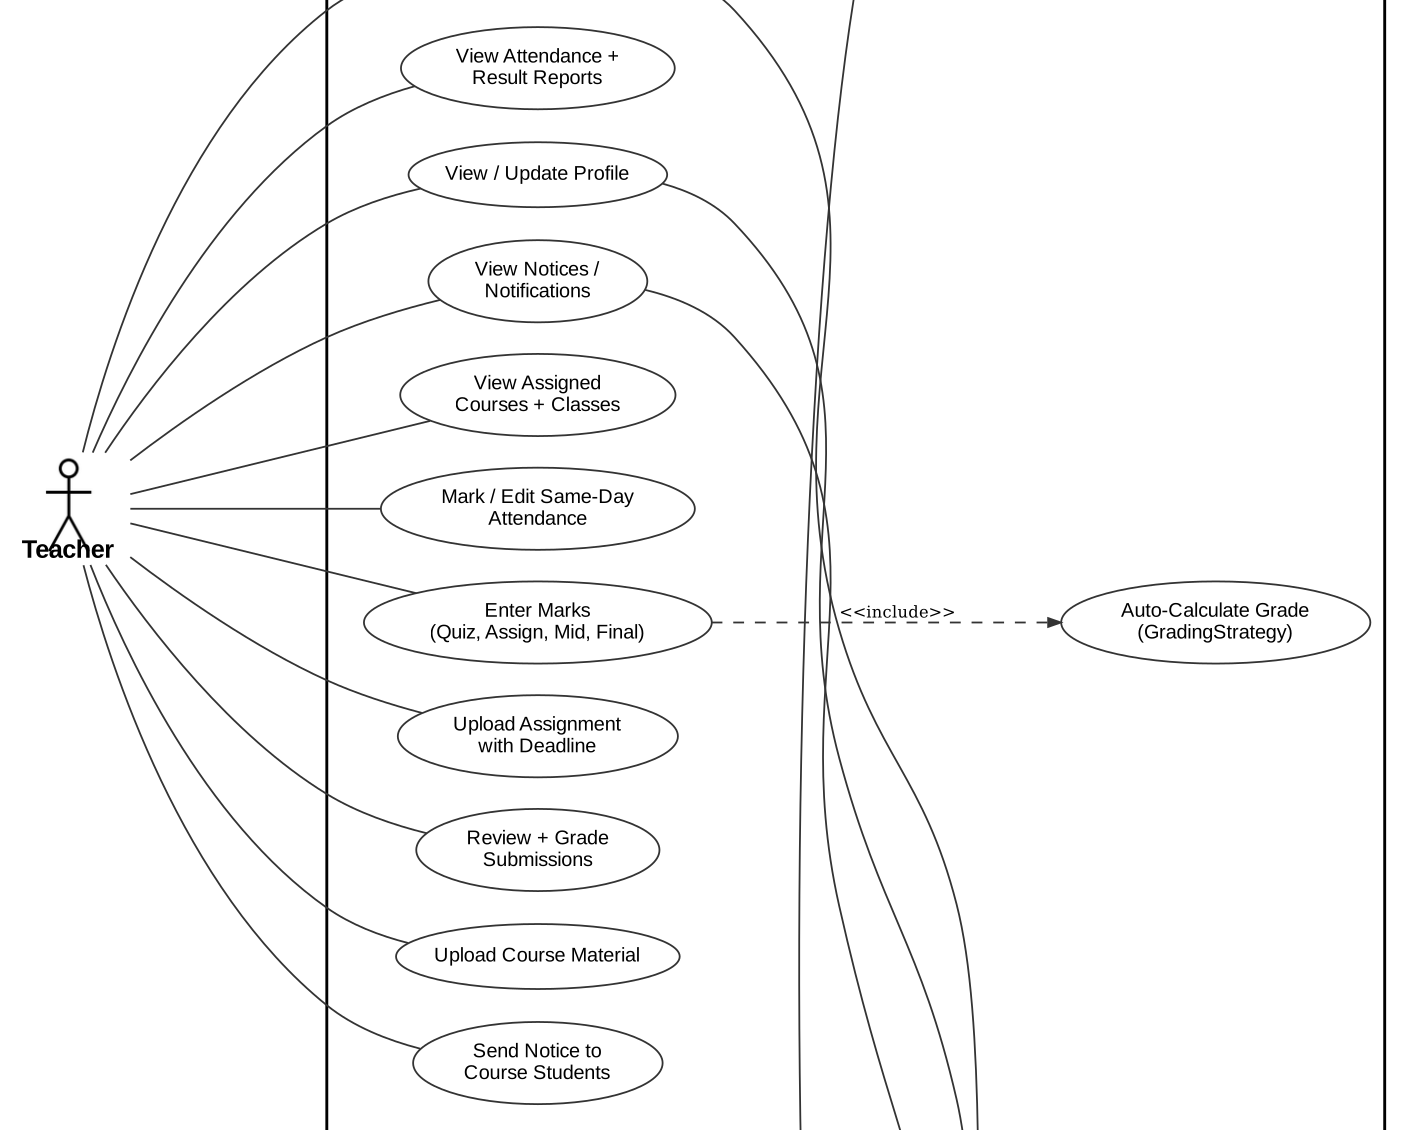 View Attendance +
Result Reports
View / Update Profile
View Notices /
Notifications
View Assigned
Courses + Classes
Mark / Edit Same-Day
Attendance
Teacher
Enter Marks
(Quiz, Assign, Mid, Final)
<<include>>
Auto-Calculate Grade
(GradingStrategy)
Upload Assignment
with Deadline
Review + Grade
Submissions
Upload Course Material
Send Notice to
Course Students